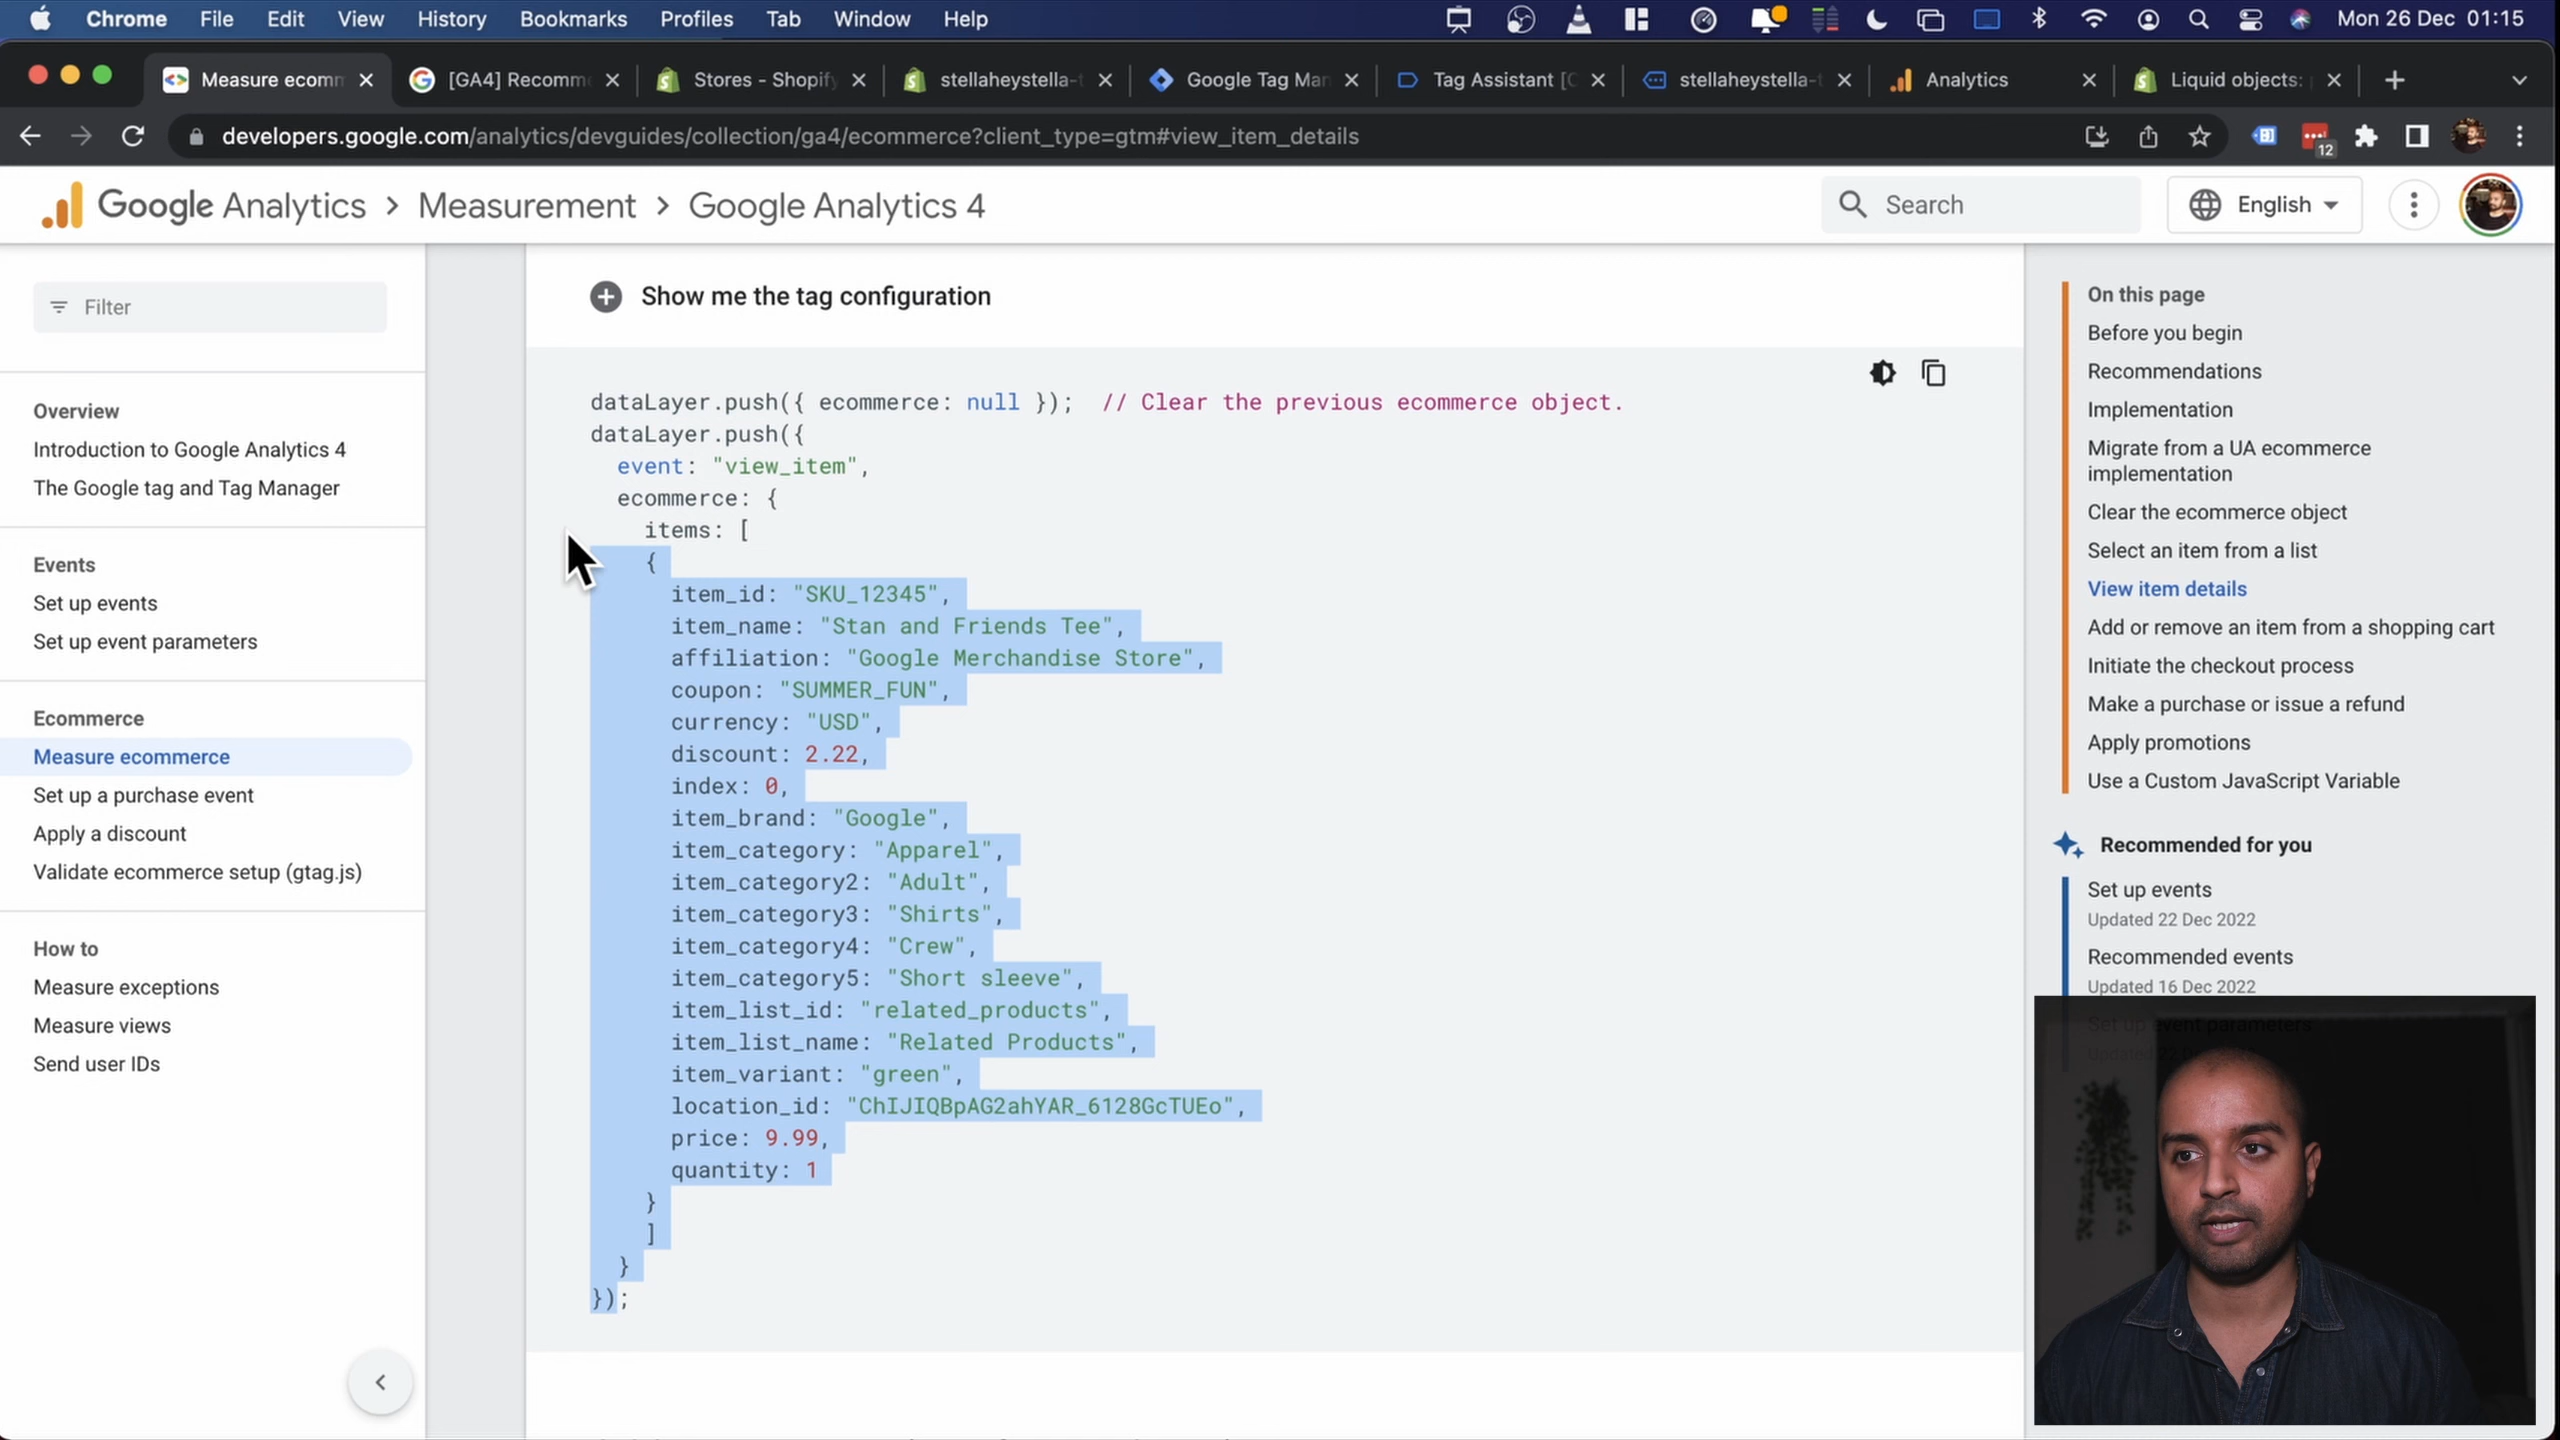 Chrome File Edit View History Bookmarks Profiles Tab Window Help Mon 26 Dec 01:15
Measure ecomm [GA4] Recomme Stores - Shopify stellaheystella-t Google Tag Man Tag Assistant [C stellaheystella-t Analytics Liquid objects: p
developers.google.com/analytics/devguides/collection/ga4/ecommerce?client_type=gtm#view_item_details 12
Google Analytics > Measurement > Google Analytics 4 Search English
Filter
Overview
Introduction to Google Analytics 4
The Google tag and Tag Manager
Events
Set up events
Set up event parameters
Ecommerce
Measure ecommerce
Set up a purchase event
Apply a discount
Validate ecommerce setup (gtag.js)
How to
Measure exceptions
Measure views
Send user IDs
Show me the tag configuration
dataLayer.push({ ecommerce: null });  // Clear the previous ecommerce object.
dataLayer.push({
event: "view_item",
ecommerce: {
items: [
{
item_id: "SKU_12345",
item_name: "Stan and Friends Tee",
affiliation: "Google Merchandise Store",
coupon: "SUMMER_FUN",
currency: "USD",
discount: 2.22,
index: 0,
item_brand: "Google",
item_category: "Apparel",
item_category2: "Adult",
item_category3: "Shirts",
item_category4: "Crew",
item_category5: "Short sleeve",
item_list_id: "related_products",
item_list_name: "Related Products",
item_variant: "green",
location_id: "ChIJIQBpAG2ahYAR_6128GcTUEo",
price: 9.99,
quantity: 1
}
]
}
});
On this page
Before you begin
Recommendations
Implementation
Migrate from a UA ecommerce
implementation
Clear the ecommerce object
Select an item from a list
View item details
Add or remove an item from a shopping cart
Initiate the checkout process
Make a purchase or issue a refund
Apply promotions
Use a Custom JavaScript Variable
Recommended for you
Set up events
Updated 22 Dec 2022
Recommended events
Updated 16 Dec 2022
Set up event parameters